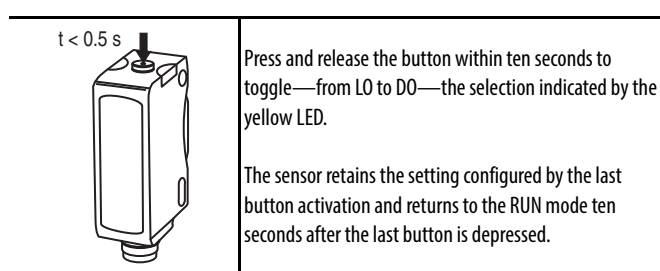 t < 0.5 s
Press and release the button within ten seconds to
toggle—from LO to DO—the selection indicated by the
yellow LED.
The sensor retains the setting configured by the last
button activation and returns to the RUN mode ten
seconds after the last button is depressed.